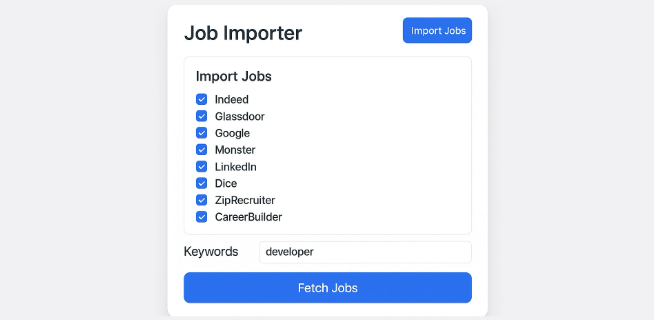 Job Importer
Import Jobs
Import Jobs
Indeed
Glassdoor
Google
Monster
LinkedIn
Dice
ZipRecruiter
CareerBuilder
Keywords developer
Fetch Jobs